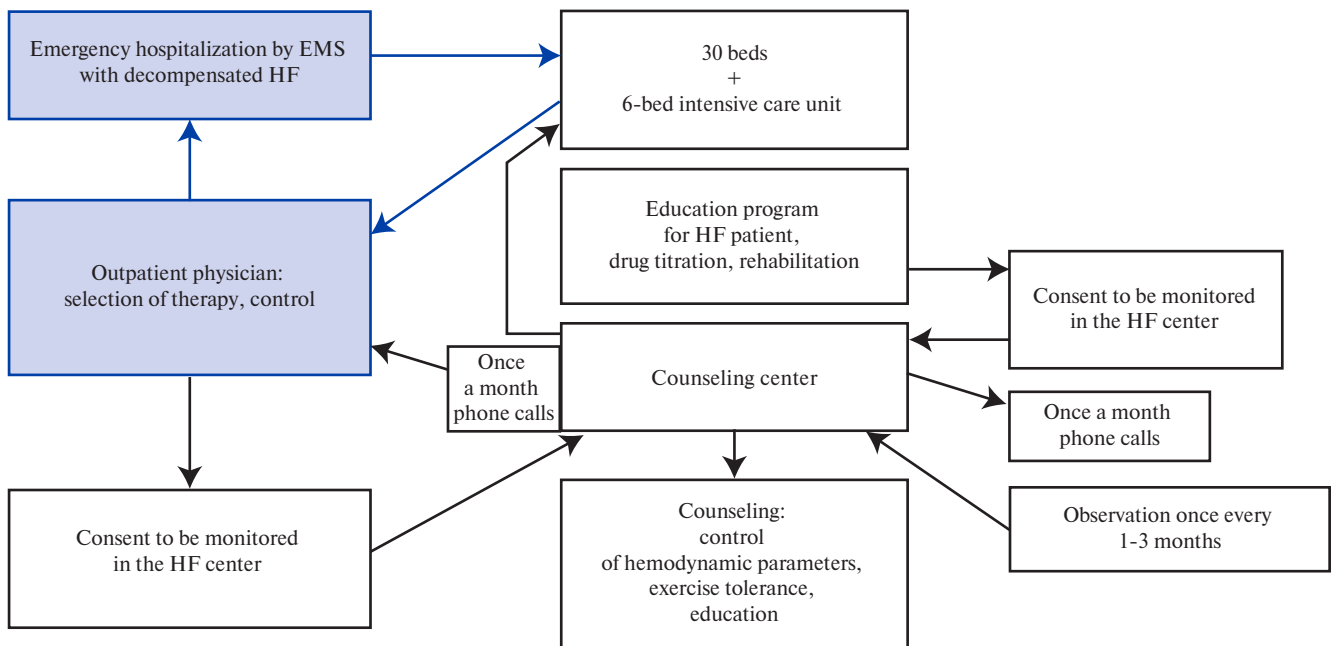 Emergency hospitalization by EMS
with decompensated HF
30 beds
+
6-bed intensive care unit
Outpatient physician:
selection of therapy, control
Education program
for HF patient,
drug titration, rehabilitation
Consent to be monitored
in the HF center
Once
a month
phone calls
Counseling center
Once a month
phone calls
Consent to be monitored
in the HF center
Counseling:
control
of hemodynamic parameters,
exercise tolerance,
education
Observation once every
1-3 months